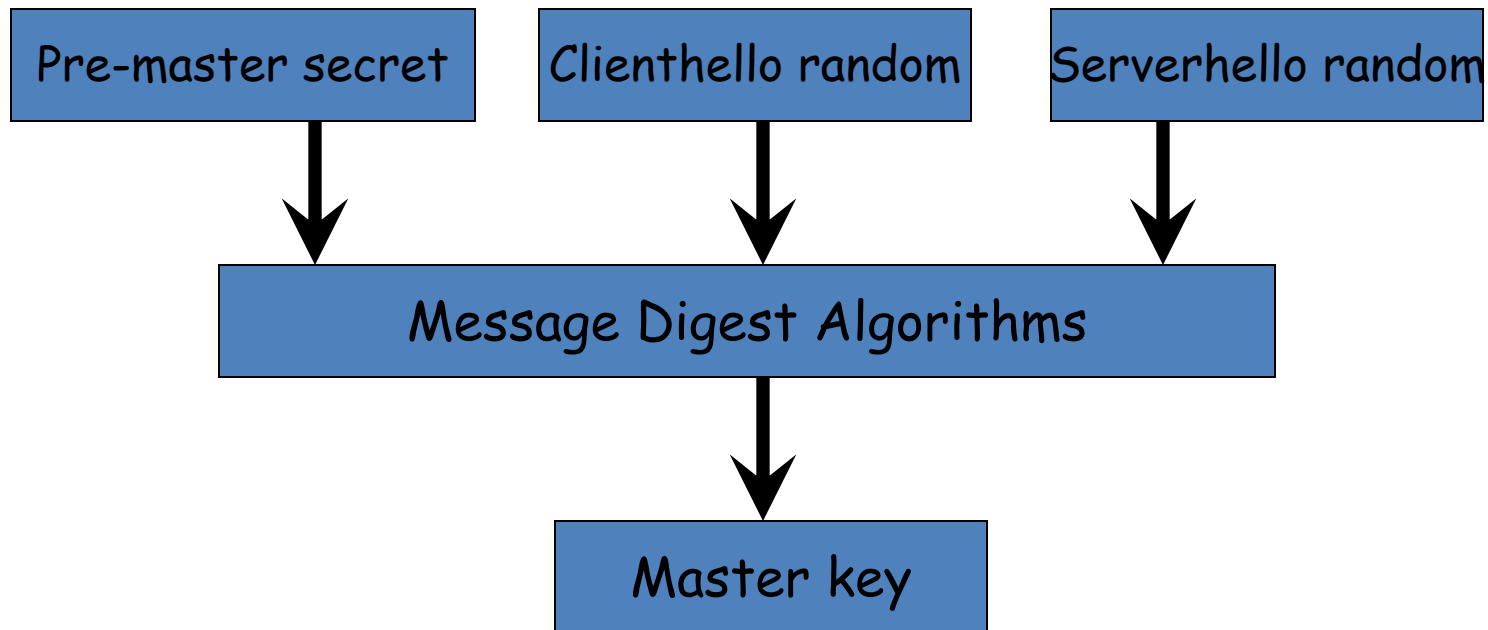 Pre-master secret
Clienthello random
Serverhello random
Message Digest Algorithms
Master key